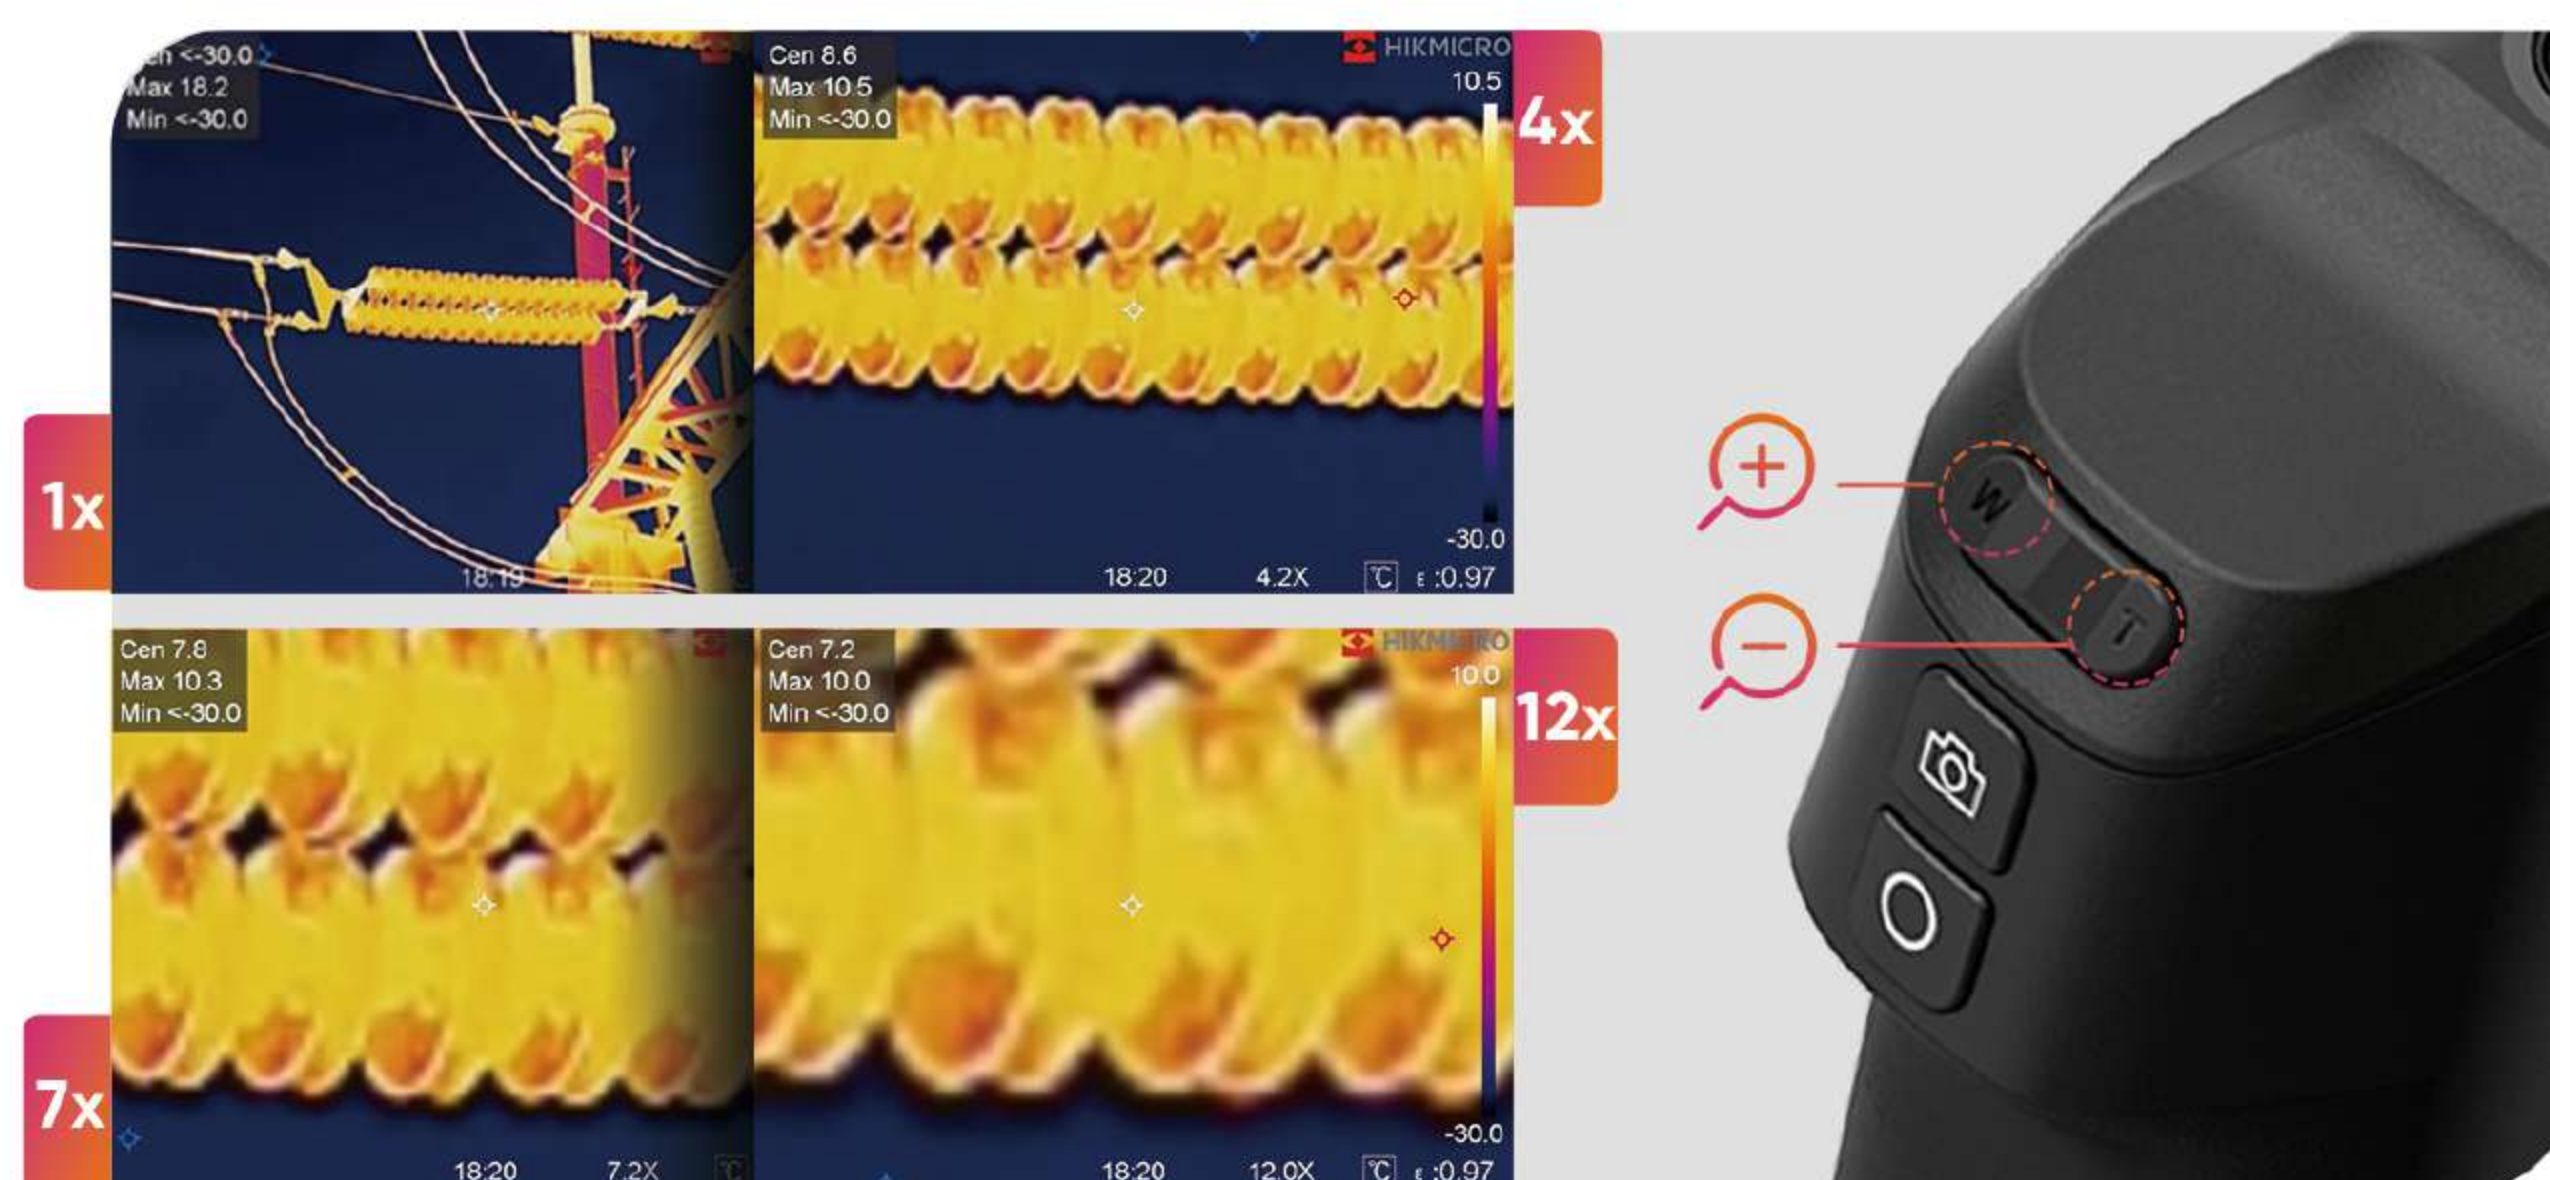 <-30.0
Max 18.2
Min <-30.0
18:19
1x
Cen 8.6
Max 10.5
Min <-30.0
HIKMICRO
10.5
-30.0
18:20 4.2X ℃ ε :0.97
4x
Cen 7.8
Max 10.3
Min <-30.0
18:20 7.2X ℃
7x
Cen 7.2
Max 10.0
Min <-30.0
HIKMICRO
10.0
-30.0
18:20 12.0X ℃ ε :0.97
12x
W
T